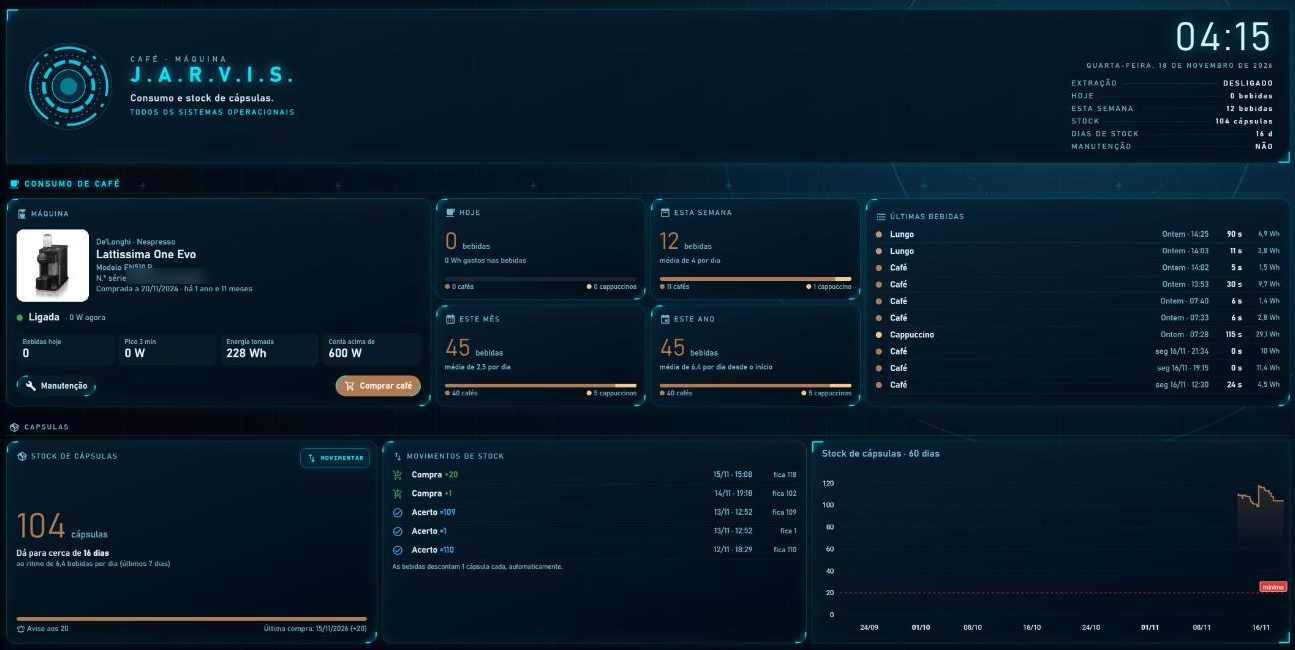 CAFÉ · MÁQUINA
J.A.R.V.I.S.
Consumo e stock de cápsulas.
TODOS OS SISTEMAS OPERACIONAIS
04:15
QUARTA-FEIRA, 18 DE NOVEMBRO DE 2026
EXTRAÇÃO DESLIGADO
HOJE 0 bebidas
ESTA SEMANA 12 bebidas
STOCK 104 cápsulas
DIAS DE STOCK 16 d
MANUTENÇÃO NÃO
CONSUMO DE CAFÉ
MÁQUINA
De'Longhi · Nespresso
Lattissima One Evo
Modelo
N.º série
Comprada a 20/11/2024 · há 1 ano e 11 meses
Ligada · 0 W agora
Bebidas hoje
0
Pico 3 min
0 W
Energia tomada
228 Wh
Conta acima de
600 W
Manutenção
Comprar café
HOJE
0 bebidas
0 Wh gastos nas bebidas
0 cafés 0 cappuccinos
ESTA SEMANA
12 bebidas
média de 4 por dia
11 cafés 1 cappuccino
ESTE MÊS
45 bebidas
média de 2,5 por dia
40 cafés 5 cappuccinos
ESTE ANO
45 bebidas
média de 6,4 por dia desde o início
40 cafés 5 cappuccinos
ÚLTIMAS BEBIDAS
Lungo Ontem · 14:25 90 s 6,9 Wh
Lungo Ontem · 14:03 11 s 3,8 Wh
Café Ontem · 14:02 5 s 1,5 Wh
Café Ontem · 13:53 30 s 9,7 Wh
Café Ontem · 07:40 6 s 1,4 Wh
Café Ontem · 07:33 6 s 2,8 Wh
Cappuccino Ontem · 07:28 115 s 29,1 Wh
Café seg 16/11 · 21:34 0 s 10 Wh
Café seg 16/11 · 19:15 0 s 11,4 Wh
Café seg 16/11 · 12:30 24 s 4,5 Wh
CAPSULAS
STOCK DE CÁPSULAS
MOVIMENTAR
104 cápsulas
Dá para cerca de 16 dias
ao ritmo de 6,4 bebidas por dia (últimos 7 dias)
Aviso aos 20 Última compra: 15/11/2026 (+20)
MOVIMENTOS DE STOCK
Compra +20 15/11 · 15:08 fica 118
Compra +1 14/11 · 19:18 fica 102
Acerto =109 13/11 · 12:52 fica 109
Acerto =1 13/11 · 12:52 fica 1
Acerto =110 12/11 · 18:29 fica 110
As bebidas descontam 1 cápsula cada, automaticamente.
Stock de cápsulas · 60 dias
120
100
80
60
40
20
0
mínimo
24/09 01/10 08/10 16/10 24/10 01/11 08/11 16/11